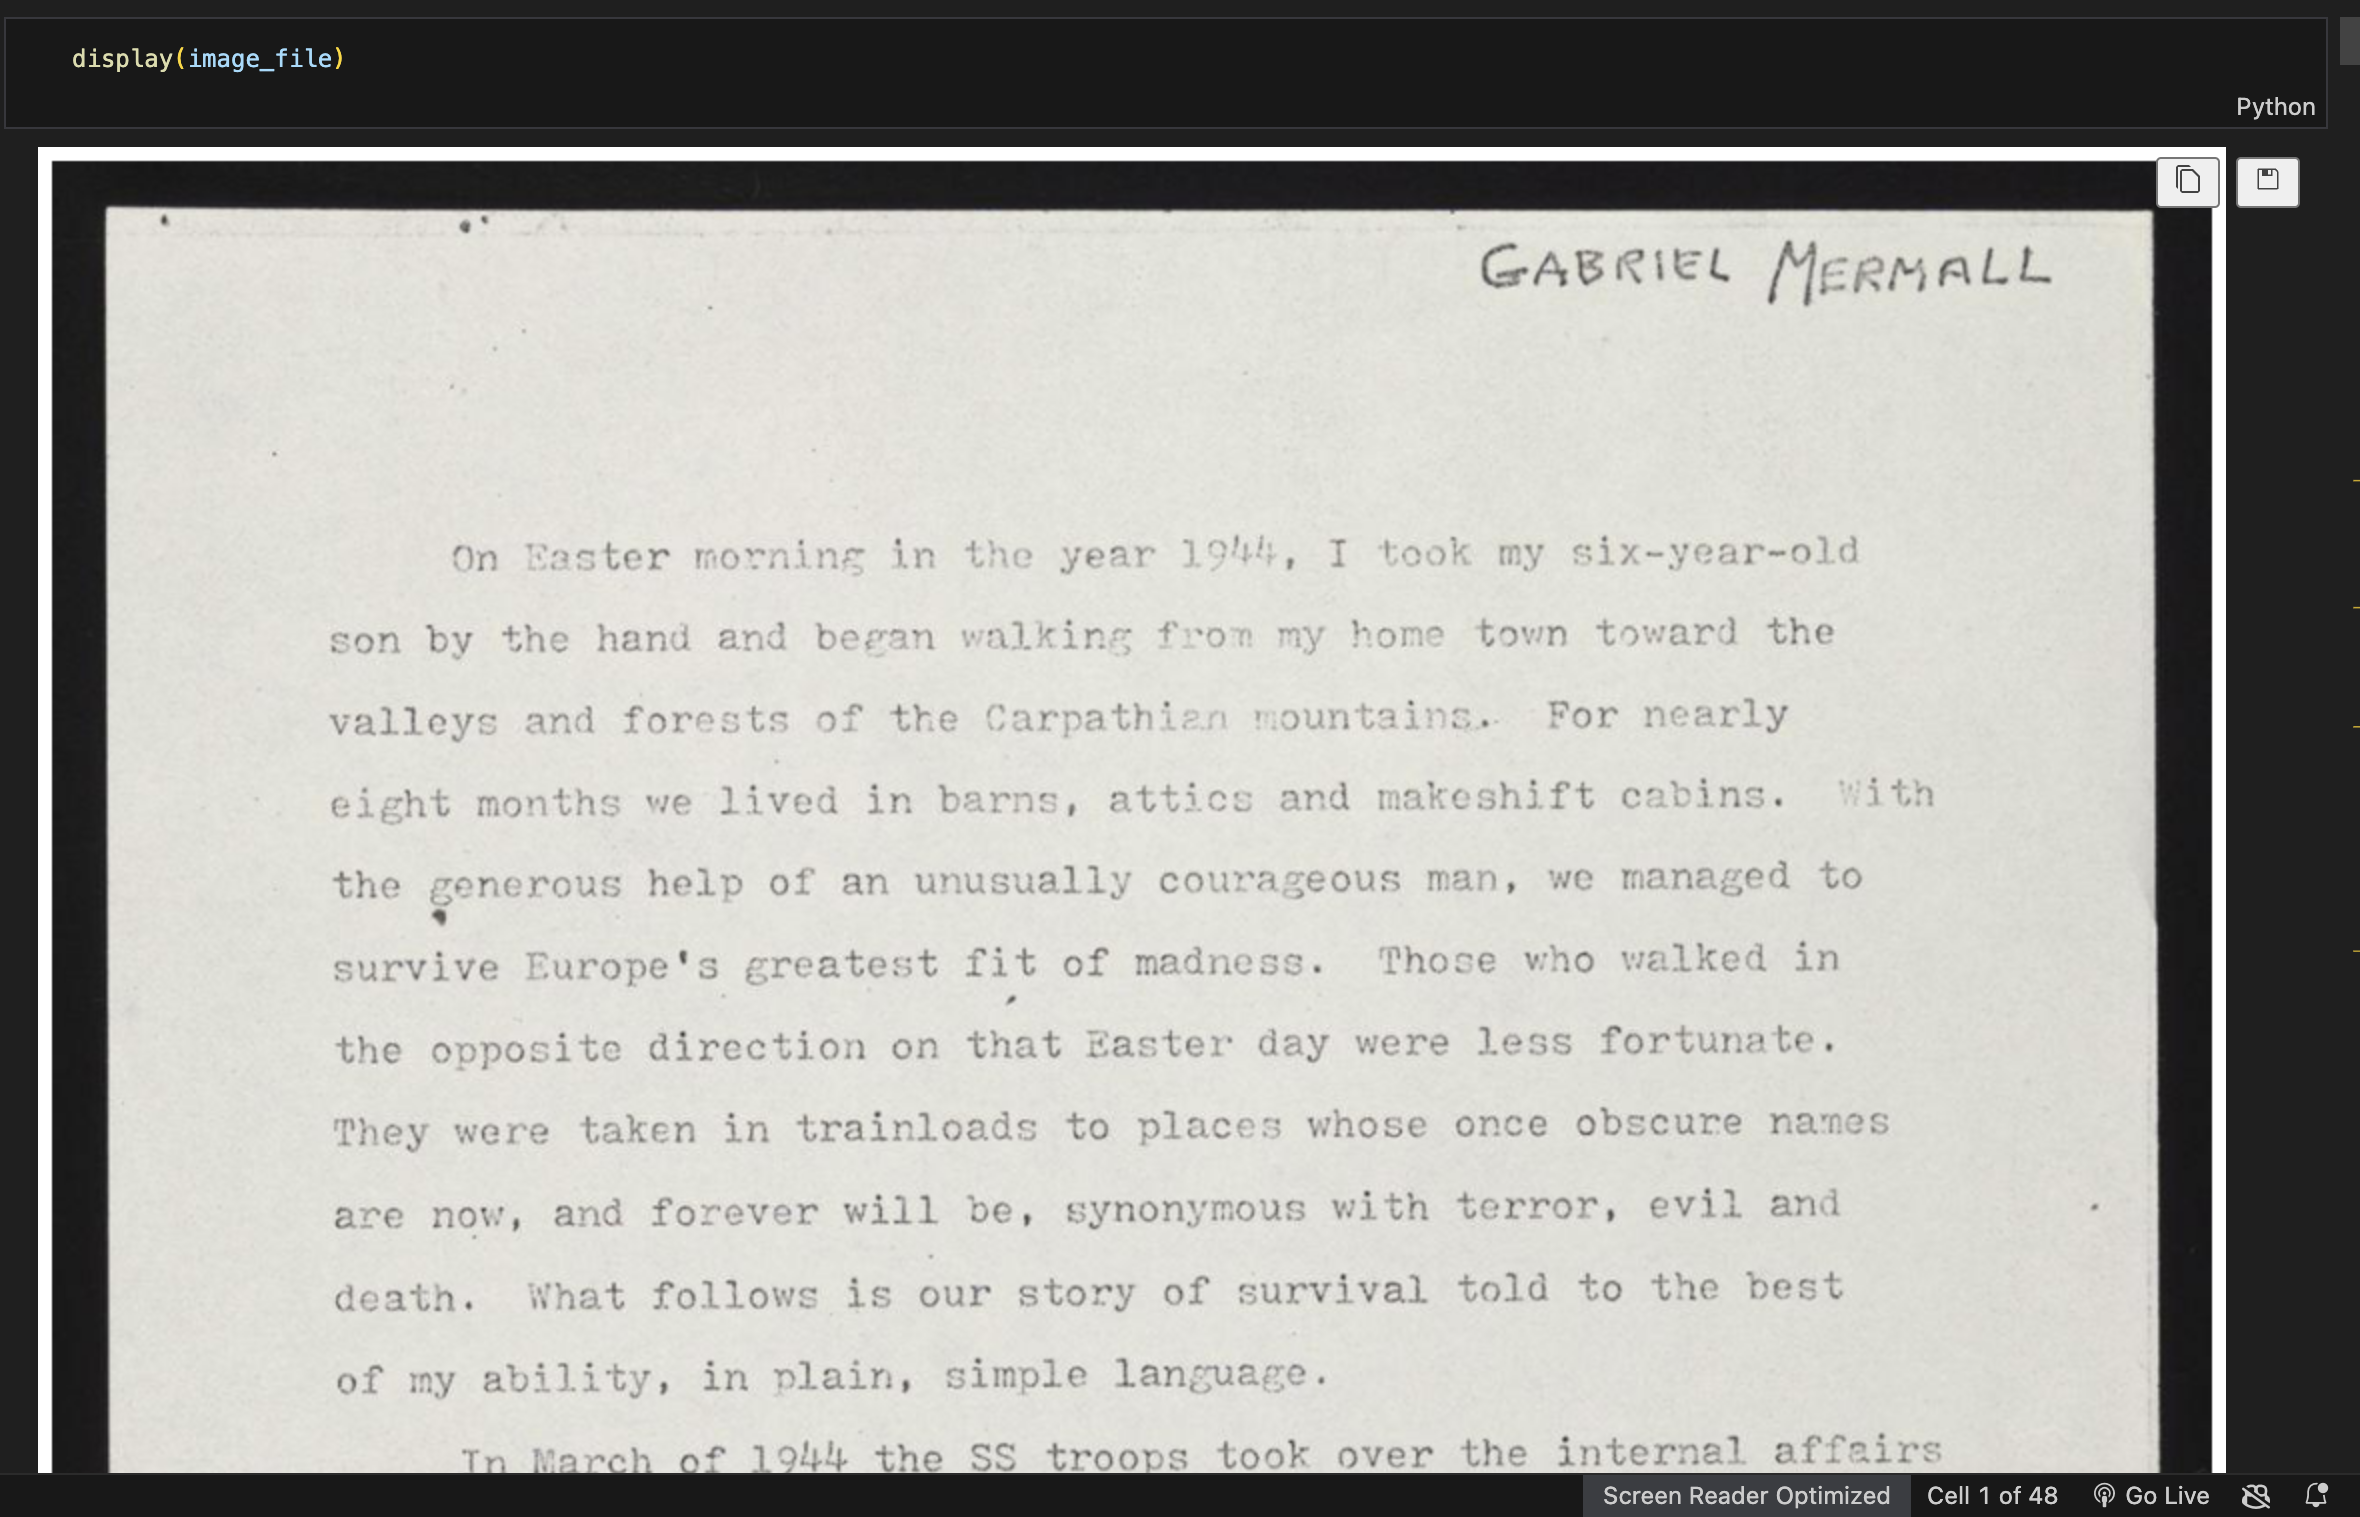 display(image_file)
Python
GABRIEL MERMALL
On Easter morning in the year 1944, I took my six-year-old
son by the hand and began walking from my home town toward the
valleys and forests of the Carpathian mountains. For nearly
eight months we lived in barns, attics and makeshift cabins. With
the generous help of an unusually courageous man, we managed to
survive Europe's greatest fit of madness. Those who walked in
the opposite direction on that Easter day were less fortunate.
They were taken in trainloads to places whose once obscure names
are now, and forever will be, synonymous with terror, evil and
death. What follows is our story of survival told to the best
of my ability, in plain, simple language.
In March of 1944 the SS troops took over the internal affairs
Screen Reader Optimized Cell 1 of 48 Go Live